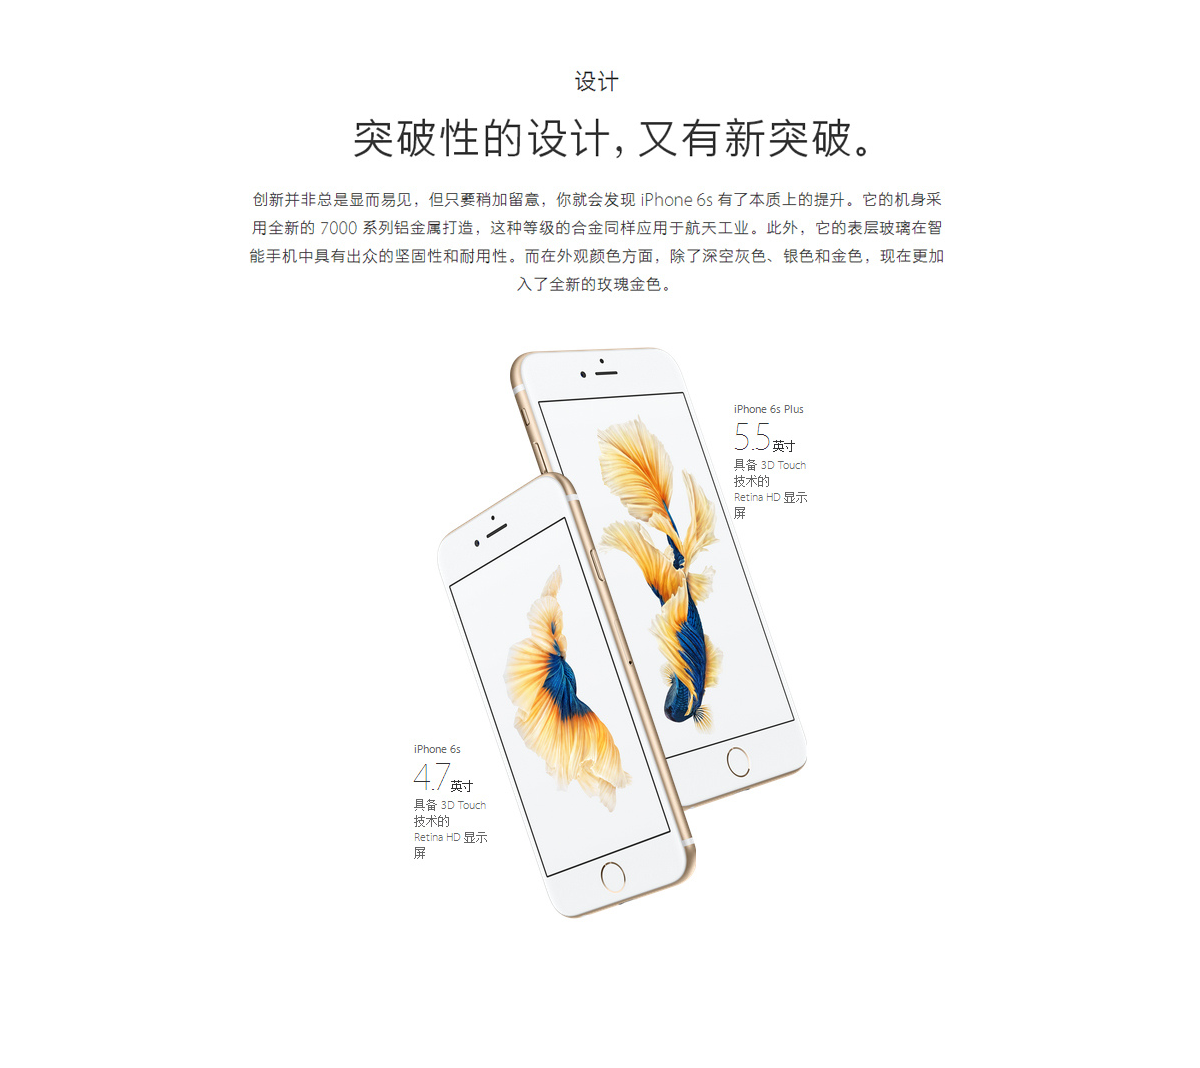 设计
突破性的设计，又有新突破。
创新并非总是显而易见，但只要稍加留意，你就会发现 iPhone 6s 有了本质上的提升。它的机身采
用全新的 7000 系列铝金属打造，这种等级的合金同样应用于航天工业。此外，它的表层玻璃在智
能手机中具有出众的坚固性和耐用性。而在外观颜色方面，除了深空灰色、银色和金色，现在更加
入了全新的玫瑰金色。
iPhone 6s Plus
5.5英寸
具备 3D Touch
技术的
Retina HD 显示
屏
iPhone 6s
4.7英寸
具备 3D Touch
技术的
Retina HD 显示
屏